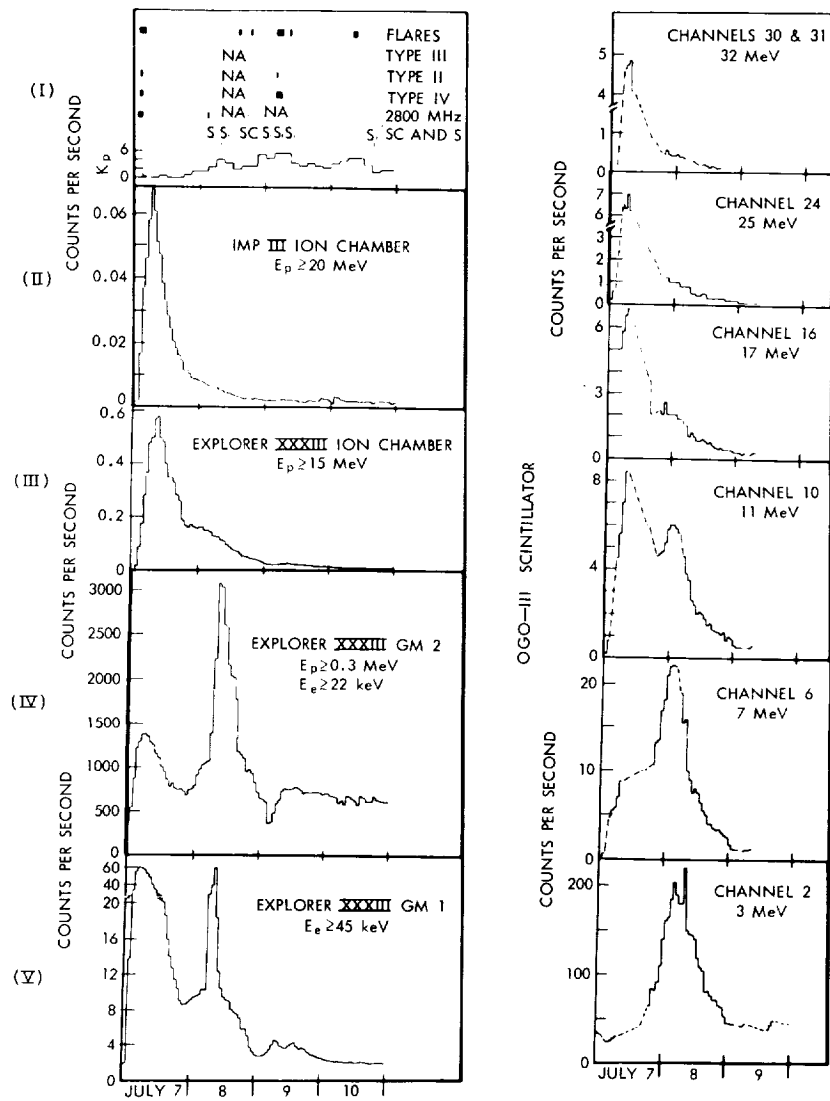 (I)
FLARES
NA TYPE III
NA TYPE II
NA TYPE IV
NA NA 2800 MHz
S S. SC S S.S. S. SC AND S
COUNTS PER SECOND
Kp
6
0
(II)
0.06
0.04
0.02
0
IMP III ION CHAMBER
Ep ≥ 20 MeV
(III)
COUNTS PER SECOND
0.6
0.4
0.2
0
EXPLORER XXXIII ION CHAMBER
Ep ≥ 15 MeV
(IV)
3000
2500
2000
1500
1000
500
0
EXPLORER XXXIII GM 2
Ep ≥ 0.3 MeV
Ee ≥ 22 keV
(V)
COUNTS PER SECOND
60
40
20
16
12
8
4
0
EXPLORER XXXIII GM 1
Ee ≥ 45 keV
JULY 7 8 9 10
COUNTS PER SECOND
OGO-III SCINTILLATOR
COUNTS PER SECOND
CHANNELS 30 & 31
32 MeV
5
4
1
0
CHANNEL 24
25 MeV
7
6
3
2
1
0
CHANNEL 16
17 MeV
6
3
0
CHANNEL 10
11 MeV
8
4
0
CHANNEL 6
7 MeV
20
10
0
CHANNEL 2
3 MeV
200
100
0
JULY 7 8 9